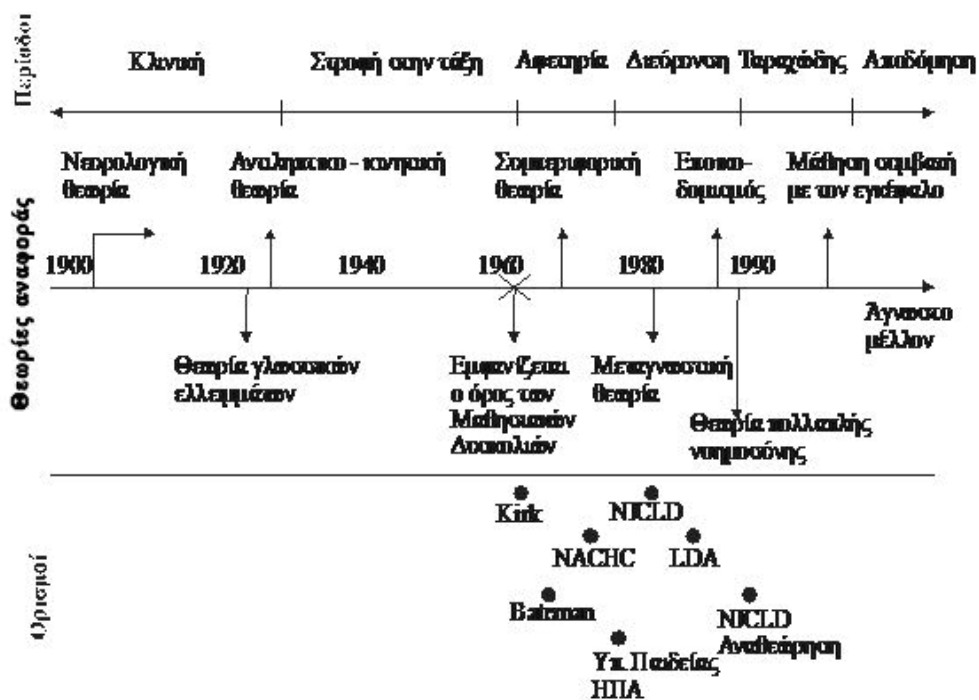 Περίοδοι
Κλινική
Στροφή στην τάξη
Αφετηρία
Διεύρυνση
Ταραχώδης
Αποδόμηση
Θεωρίες αναφοράς
Νευρολογική
θεωρία
Αντιληπτικο - κινητική
θεωρία
Συμπεριφορική
θεωρία
Εποικο-
δομισμός
Μάθηση συμβατή
με τον εγκέφαλο
1900
1920
1940
1960
1980
1990
Θεωρία γλωσσικών
ελλειμμάτων
Εμφανίζεται
ο όρος των
Μαθησιακών
Δυσκολιών
Μεταγνωστική
θεωρία
Θεωρία πολλαπλής
νοημοσύνης
Άγνωστο
μέλλον
Ορισμοί
Kirk
NACHC
NJCLD
LDA
Bateman
Υπ. Παιδείας
ΗΠΑ
NJCLD
Αναθεώρηση